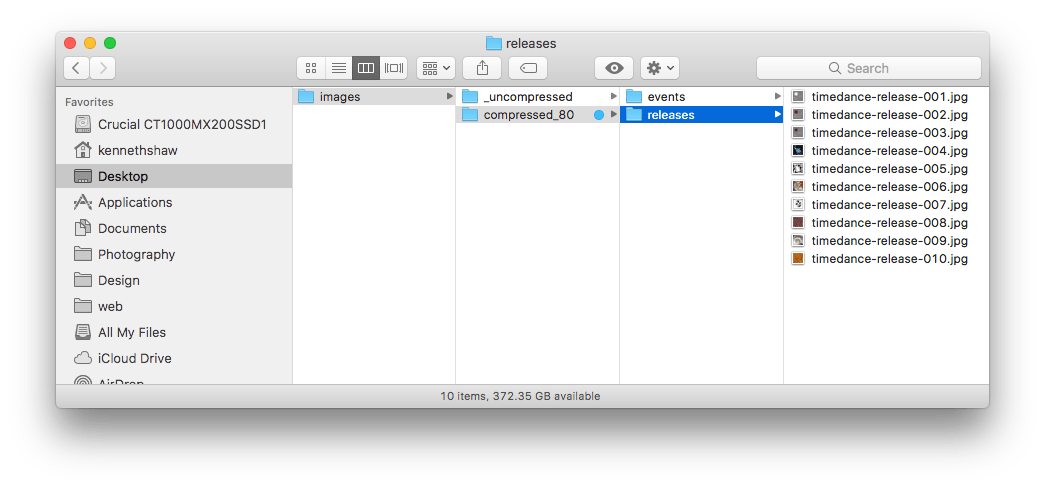 releases
Search
Favorites
Crucial CT1000MX200SSD1
kennethshaw
Desktop
Applications
Documents
Photography
Design
web
All My Files
iCloud Drive
AirDrop
images
_uncompressed
compressed_80
events
releases
timedance-release-001.jpg
timedance-release-002.jpg
timedance-release-003.jpg
timedance-release-004.jpg
timedance-release-005.jpg
timedance-release-006.jpg
timedance-release-007.jpg
timedance-release-008.jpg
timedance-release-009.jpg
timedance-release-010.jpg
10 items, 372.35 GB available